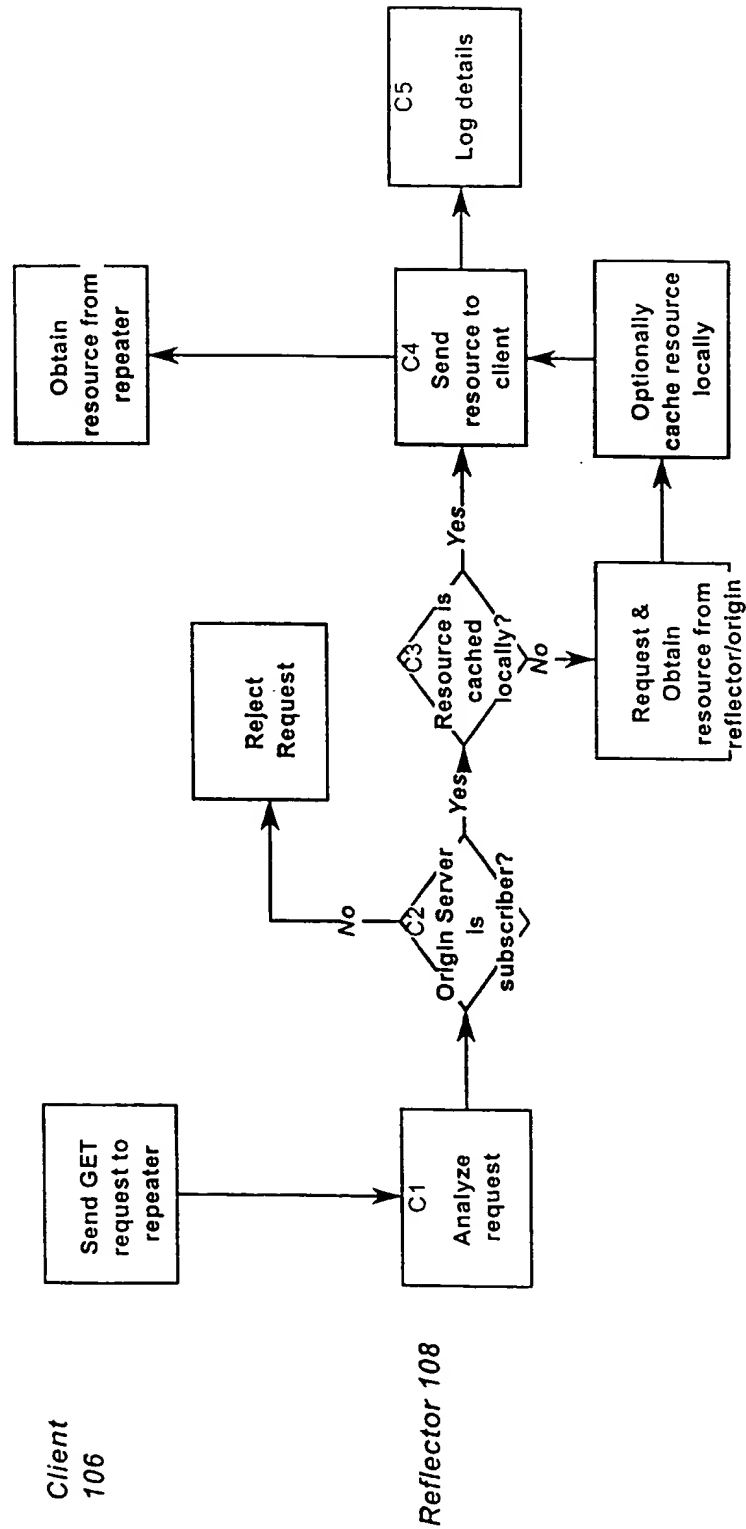 Client
106
Send GET
request to
repeater
Obtain
resource from
repeater
Reject
Request
Reflector 108
C1
Analyze
request
C2
Origin Server
is
subscriber?
No
Yes
C3
Resource is
cached
locally?
Yes
No
C4
Send
resource to
client
C5
Log details
Request &
Obtain
resource from
reflector/origin
Optionally
cache resource
locally